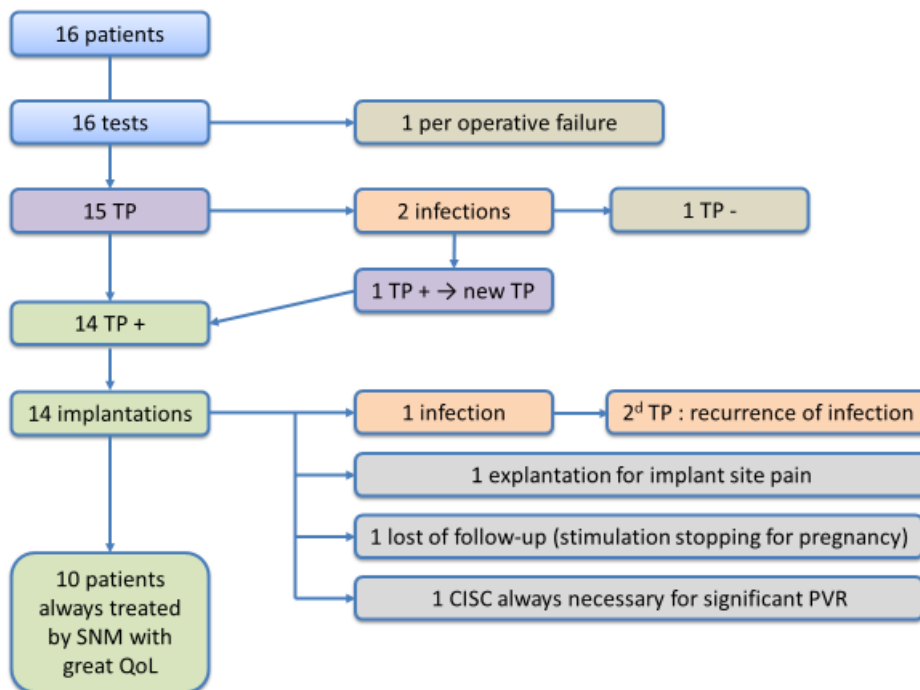 16 patients
16 tests
1 per operative failure
15 TP
2 infections
1 TP -
1 TP + → new TP
14 TP +
14 implantations
1 infection
2ᵈ TP : recurrence of infection
1 explantation for implant site pain
1 lost of follow-up (stimulation stopping for pregnancy)
1 CISC always necessary for significant PVR
10 patients
always treated
by SNM with
great QoL